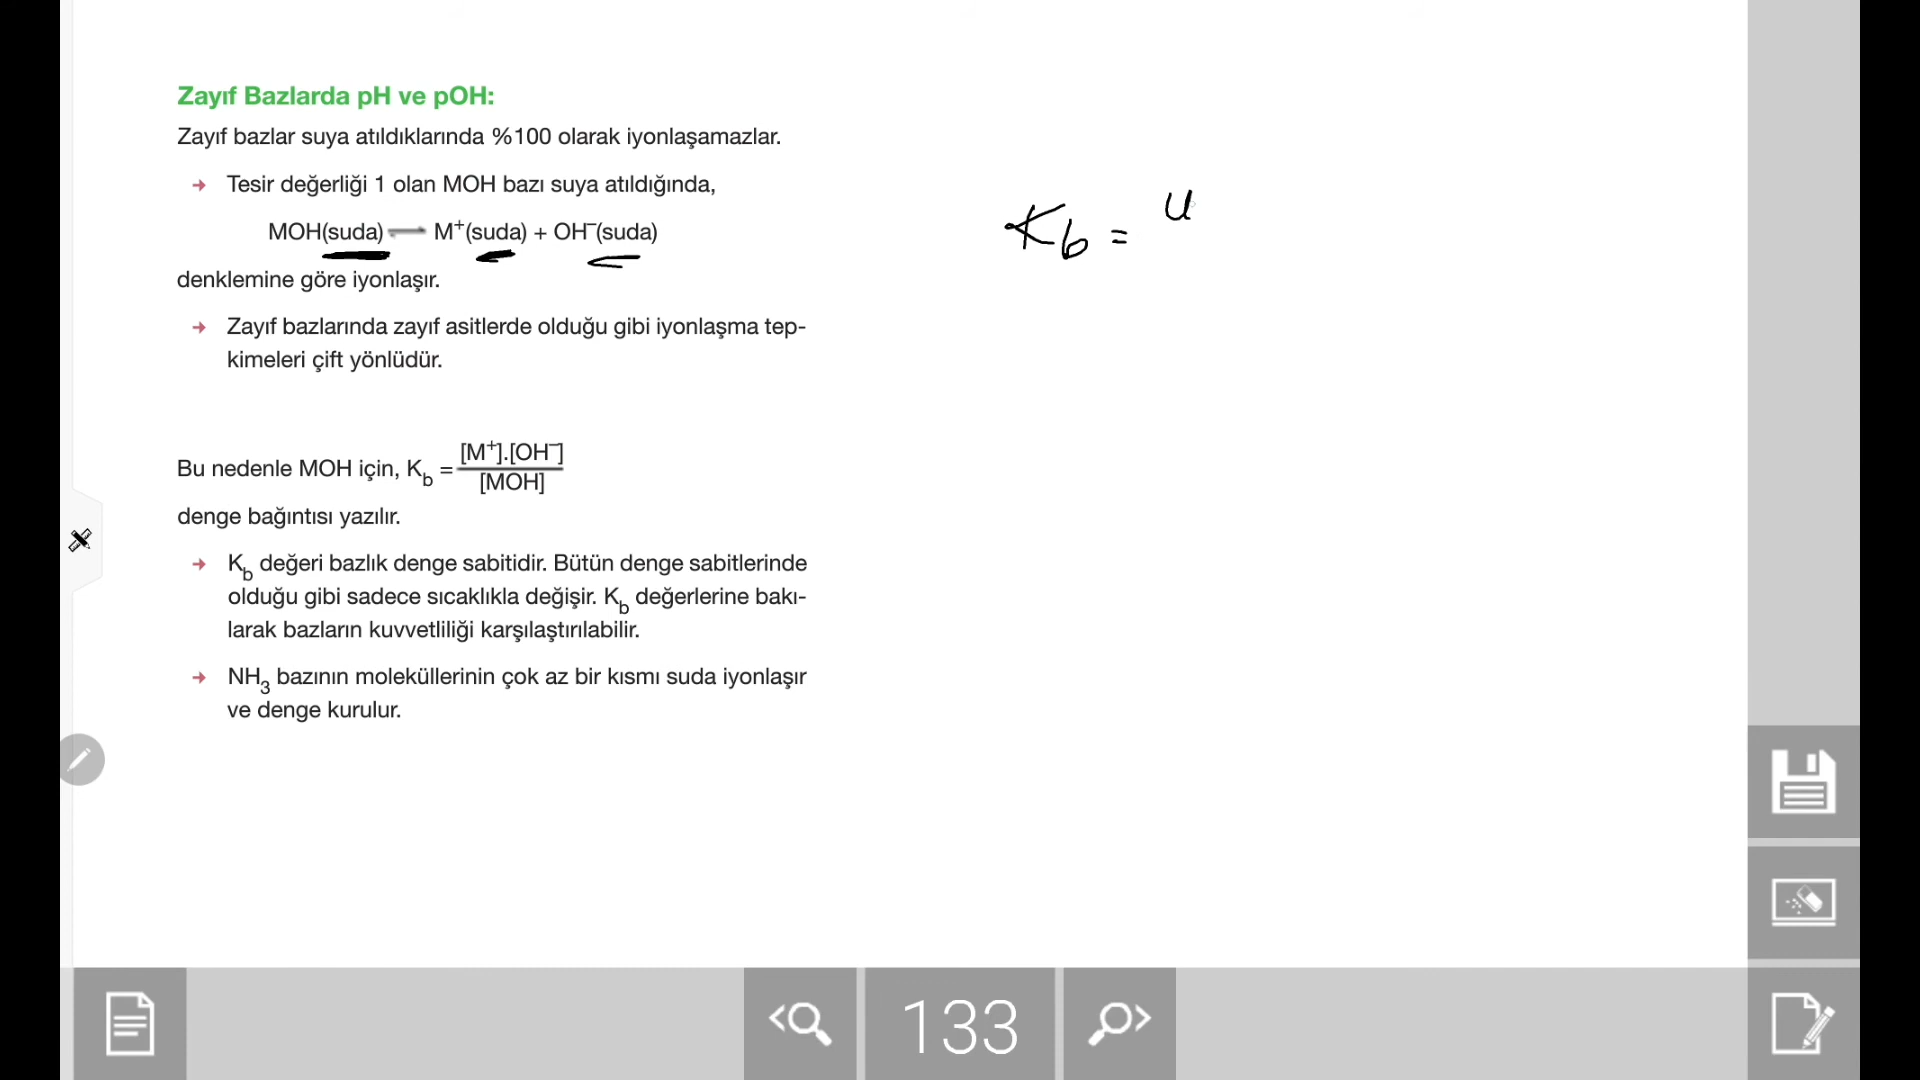 Zayıf Bazlarda pH ve pOH:
Zayıf bazlar suya atıldıklarında %100 olarak iyonlaşamazlar.
→ Tesir değerliği 1 olan MOH bazı suya atıldığında,
MOH(suda) ⇌ M⁺(suda) + OH⁻(suda)
denklemine göre iyonlaşır.
→ Zayıf bazlarında zayıf asitlerde olduğu gibi iyonlaşma tep-
kimeleri çift yönlüdür.
Bu nedenle MOH için, K_b = [M⁺].[OH⁻] / [MOH]
denge bağıntısı yazılır.
→ K_b değeri bazlık denge sabitidir. Bütün denge sabitlerinde
olduğu gibi sadece sıcaklıkla değişir. K_b değerlerine bakı-
larak bazların kuvvetliliği karşılaştırılabilir.
→ NH₃ bazının moleküllerinin çok az bir kısmı suda iyonlaşır
ve denge kurulur.
K_b =
133